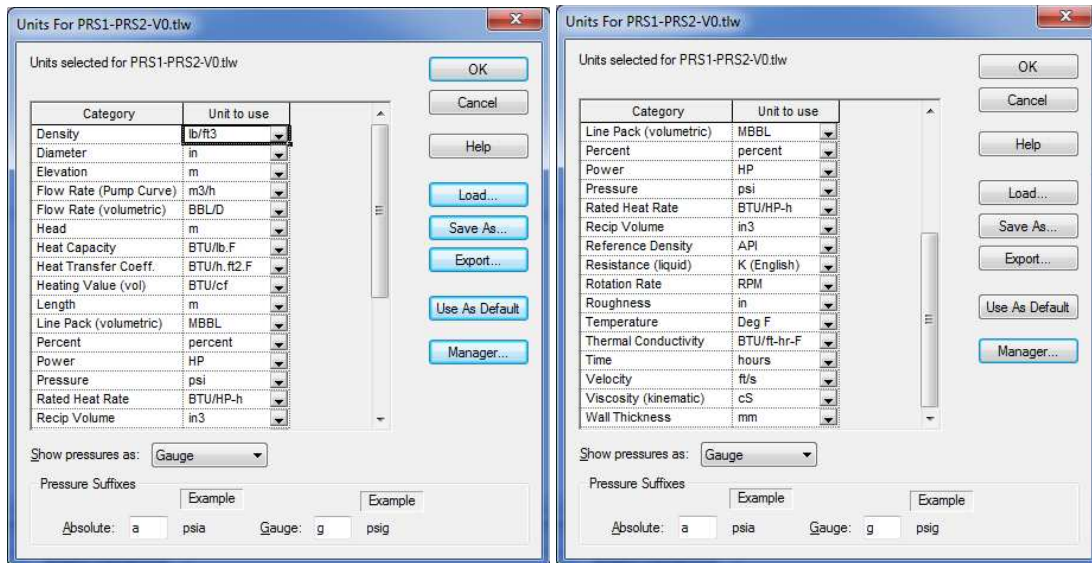 Units For PRS1-PRS2-V0.tlw
Units selected for PRS1-PRS2-V0.tlw
OK
Cancel
Help
Load...
Save As...
Export...
Use As Default
Manager...
Category Unit to use
Density lb/ft3
Diameter in
Elevation m
Flow Rate (Pump Curve) m3/h
Flow Rate (volumetric) BBL/D
Head m
Heat Capacity BTU/lb.F
Heat Transfer Coeff. BTU/h.ft2.F
Heating Value (vol) BTU/cf
Length m
Line Pack (volumetric) MBBL
Percent percent
Power HP
Pressure psi
Rated Heat Rate BTU/HP-h
Recip Volume in3
Show pressures as: Gauge
Pressure Suffixes
Example Example
Absolute: a psia Gauge: g psig
Units For PRS1-PRS2-V0.tlw
Units selected for PRS1-PRS2-V0.tlw
OK
Cancel
Help
Load...
Save As...
Export...
Use As Default
Manager...
Category Unit to use
Line Pack (volumetric) MBBL
Percent percent
Power HP
Pressure psi
Rated Heat Rate BTU/HP-h
Recip Volume in3
Reference Density API
Resistance (liquid) K (English)
Rotation Rate RPM
Roughness in
Temperature Deg F
Thermal Conductivity BTU/ft-hr-F
Time hours
Velocity ft/s
Viscosity (kinematic) cS
Wall Thickness mm
Show pressures as: Gauge
Pressure Suffixes
Example Example
Absolute: a psia Gauge: g psig